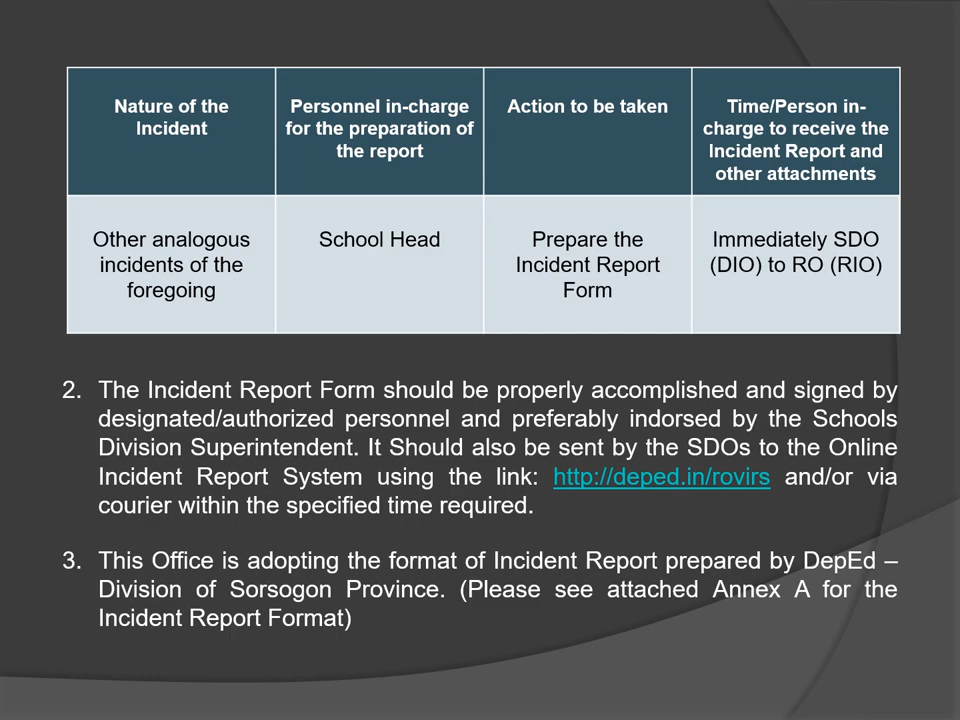 Nature of the
Incident
Personnel in-charge
for the preparation of
the report
Action to be taken
Time/Person in-
charge to receive the
Incident Report and
other attachments
Other analogous
incidents of the
foregoing
School Head
Prepare the
Incident Report
Form
Immediately SDO
(DIO) to RO (RIO)
2. The Incident Report Form should be properly accomplished and signed by
designated/authorized personnel and preferably indorsed by the Schools
Division Superintendent. It Should also be sent by the SDOs to the Online
Incident Report System using the link: http://deped.in/rovirs and/or via
courier within the specified time required.
3. This Office is adopting the format of Incident Report prepared by DepEd –
Division of Sorsogon Province. (Please see attached Annex A for the
Incident Report Format)